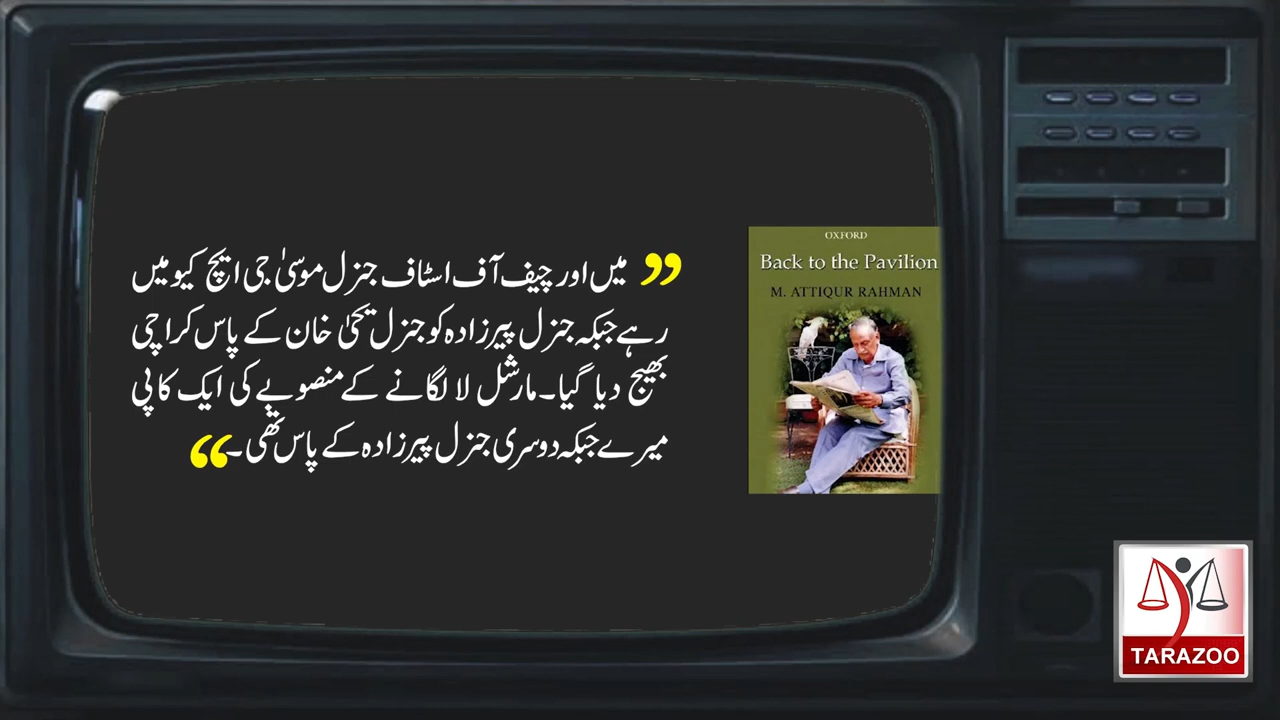 ”میں اور چیف آف اسٹاف جنرل موسیٰ جی ایچ کیو میں
رہے جبکہ جنرل پیرزادہ کو جنرل یحییٰ خان کے پاس کراچی
بھیج دیا گیا۔ مارشل لا لگانے کے منصوبے کی ایک کاپی
میرے جبکہ دوسری جنرل پیرزادہ کے پاس تھی۔“
OXFORD
Back to the Pavilion
M. ATTIQUR RAHMAN
TARAZOO